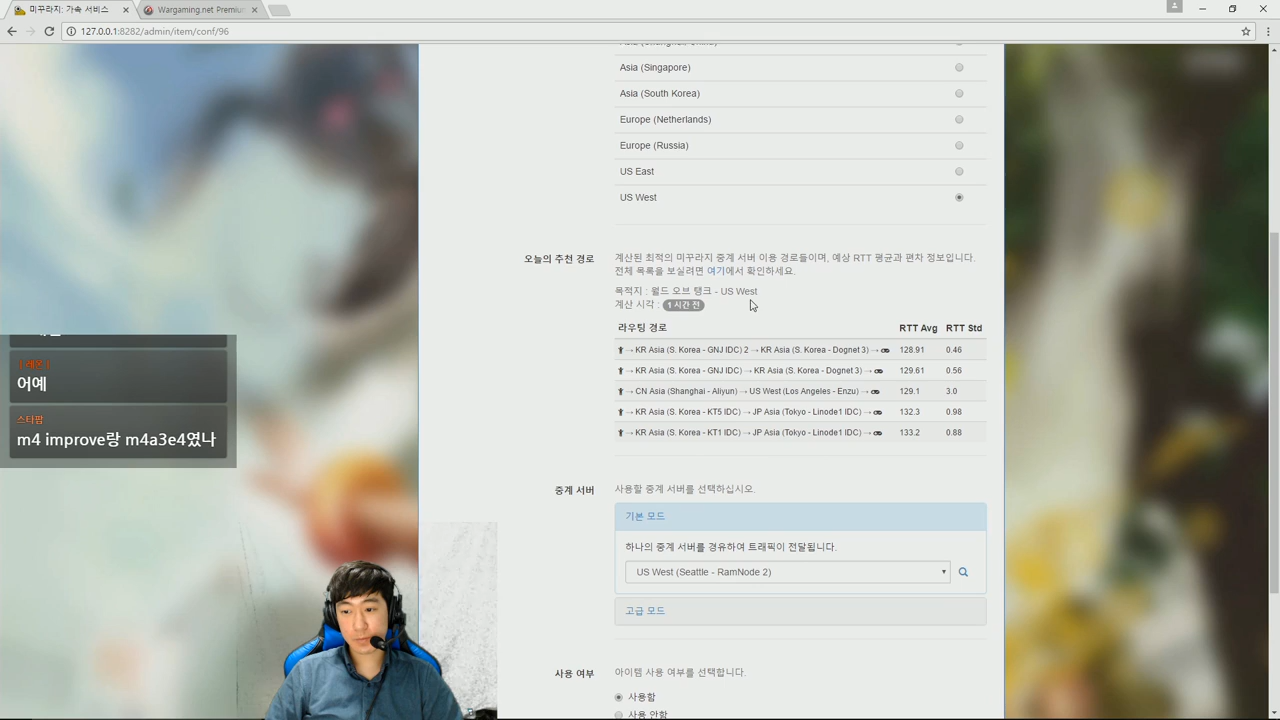 미꾸라지: 가속 서비스
Wargaming.net Premiu
127.0.0.1:8282/admin/item/conf/96
Asia (Singapore)
Asia (South Korea)
Europe (Netherlands)
Europe (Russia)
US East
US West
오늘의 추천 경로
계산된 최적의 미꾸라지 중계 서버 이용 경로들이며, 예상 RTT 평균과 편차 정보입니다.
전체 목록을 보실려면 여기에서 확인하세요.
목적지 : 월드 오브 탱크 - US West
계산 시각 : 1 시간 전
라우팅 경로 RTT Avg RTT Std
→ KR Asia (S. Korea - GNJ IDC) 2 → KR Asia (S. Korea - Dognet 3) → 128.91 0.46
→ KR Asia (S. Korea - GNJ IDC) → KR Asia (S. Korea - Dognet 3) → 129.61 0.56
→ CN Asia (Shanghai - Aliyun) → US West (Los Angeles - Enzu) → 129.1 3.0
→ KR Asia (S. Korea - KT5 IDC) → JP Asia (Tokyo - Linode1 IDC) → 132.3 0.98
→ KR Asia (S. Korea - KT1 IDC) → JP Asia (Tokyo - Linode1 IDC) → 133.2 0.88
중계 서버
사용할 중계 서버를 선택하십시오.
기본 모드
하나의 중계 서버를 경유하여 트래픽이 전달됩니다.
US West (Seattle - RamNode 2)
고급 모드
사용 여부
아이템 사용 여부를 선택합니다.
사용함
사용 안함
어예
스타팜
m4 improve랑 m4a3e4였나